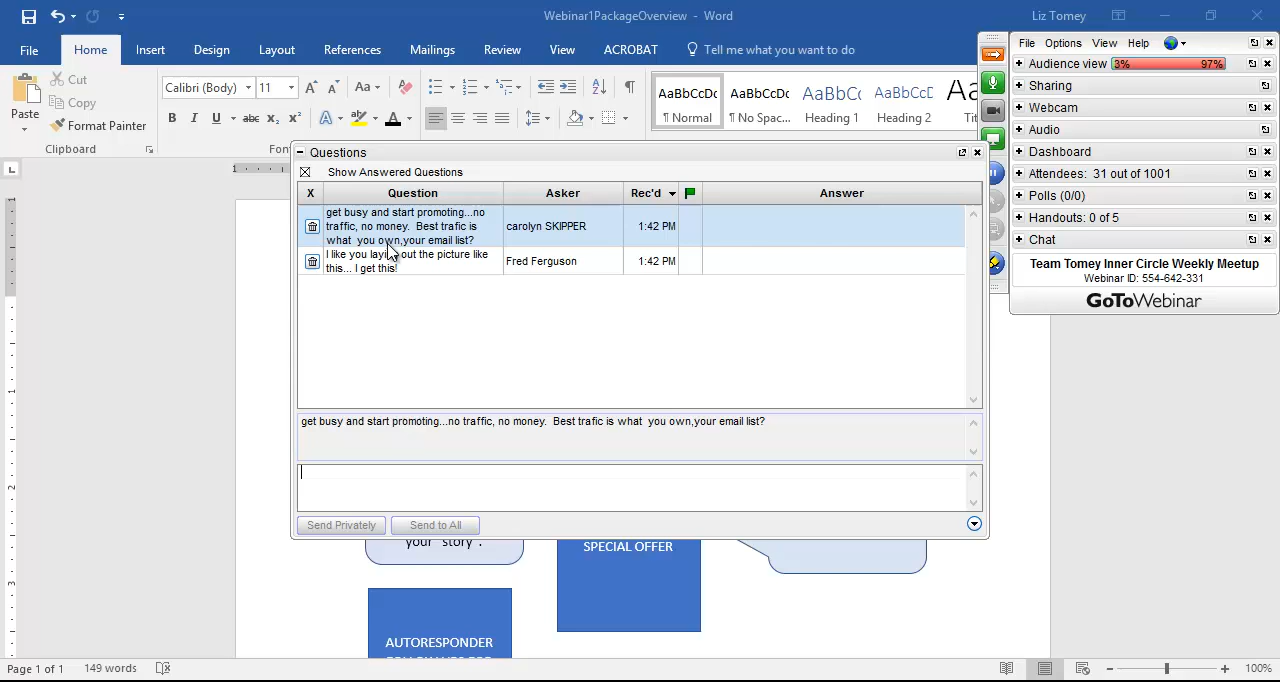 Webinar1PackageOverview - Word
Liz Tomey
File Home Insert Design Layout References Mailings Review View ACROBAT Tell me what you want to do
Paste
Cut
Copy
Format Painter
Clipboard
Calibri (Body) 11
Aa
B I U abc X₂ X²
A A
AaBbCcDc AaBbCcDc AaBbCc AaBbCcD Aa
¶ Normal ¶ No Spac... Heading 1 Heading 2
File Options View Help
Audience view 3% 97%
Sharing
Webcam
Audio
Dashboard
Attendees: 31 out of 1001
Polls (0/0)
Handouts: 0 of 5
Chat
Team Tomey Inner Circle Weekly Meetup
Webinar ID: 554-642-331
GoToWebinar
Questions
Show Answered Questions
X Question Asker Rec'd Answer
get busy and start promoting...no
traffic, no money. Best trafic is
what you own,your email list?
carolyn SKIPPER 1:42 PM
I like you laying out the picture like
this... I get this!
Fred Ferguson 1:42 PM
get busy and start promoting...no traffic, no money. Best trafic is what you own,your email list?
Send Privately Send to All
your "story".
SPECIAL OFFER
AUTORESPONDER
Page 1 of 1 149 words
100%